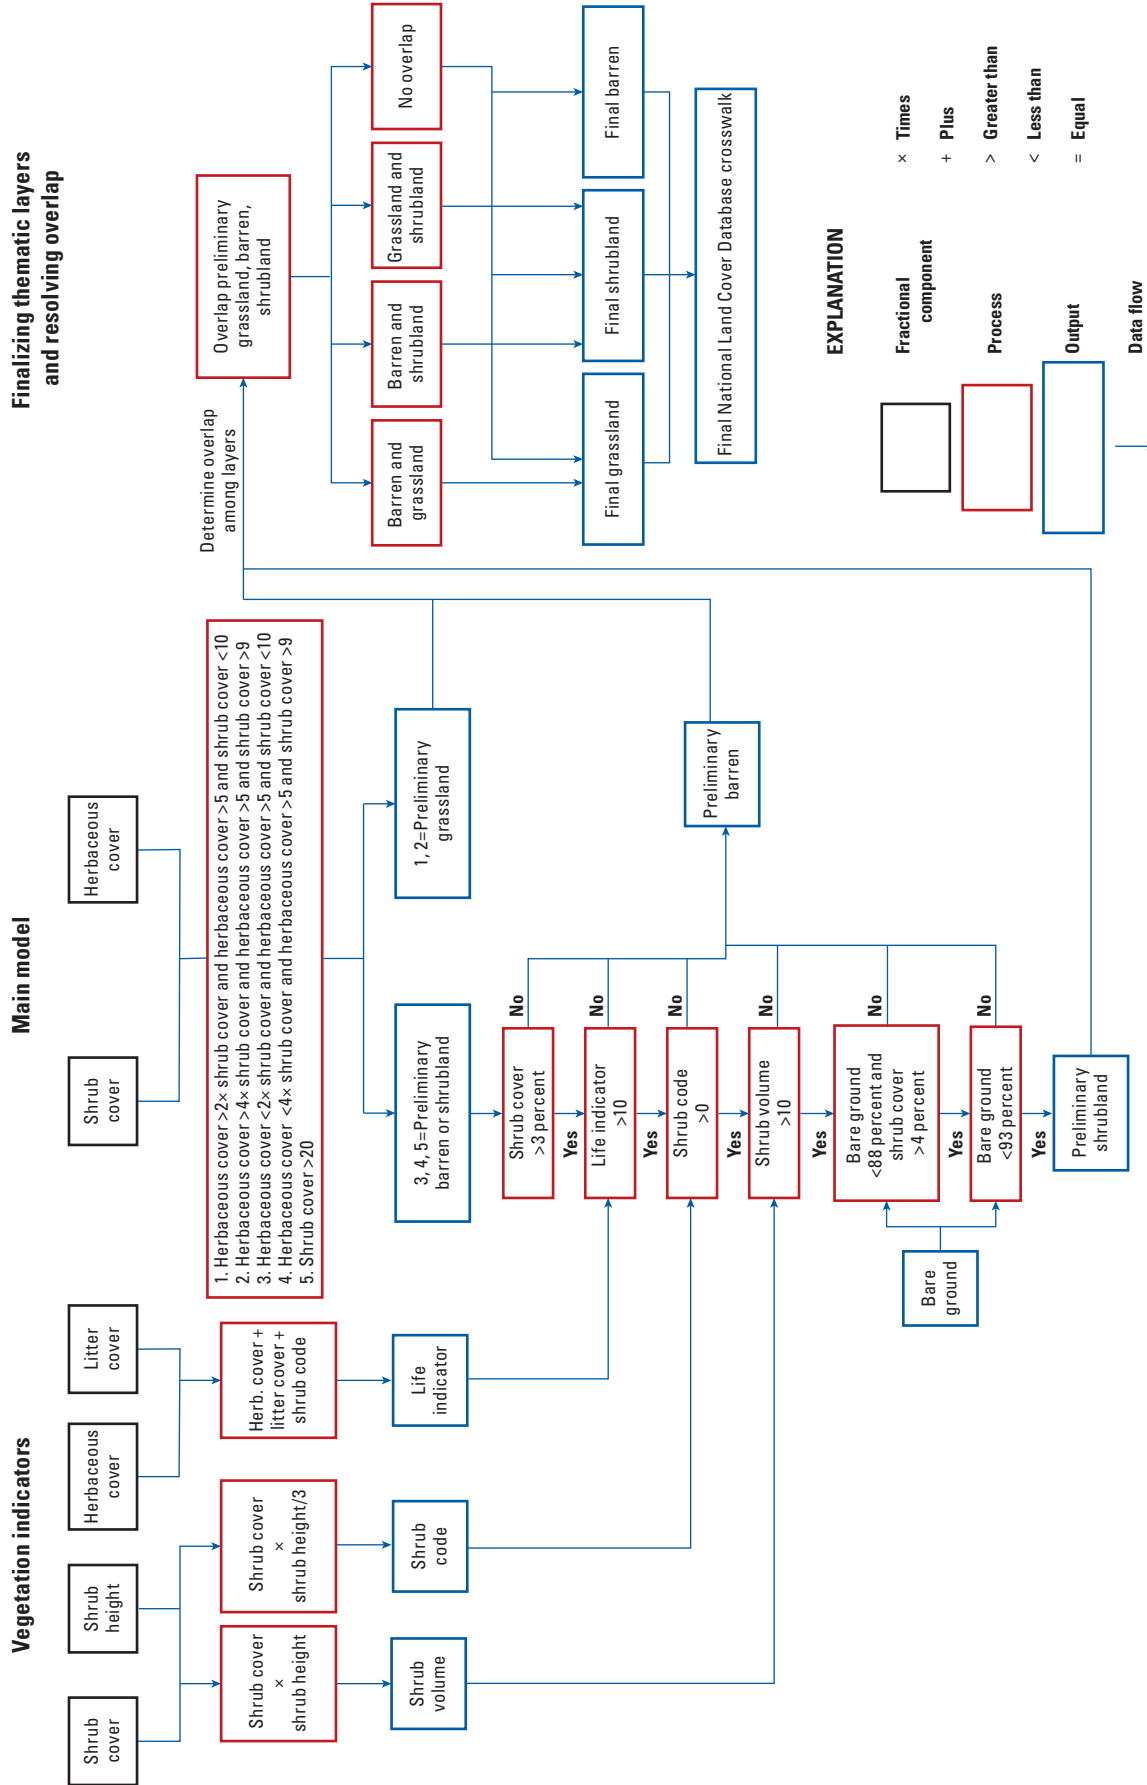 Vegetation indicators
Shrub
cover
Shrub
height
Herbaceous
cover
Litter
cover
Shrub cover
×
shrub height
Shrub cover
×
shrub height/3
Herb. cover +
litter cover +
shrub code
Shrub
volume
Shrub
code
Life
indicator
Main model
Shrub
cover
Herbaceous
cover
1. Herbaceous cover >2× shrub cover and herbaceous cover >5 and shrub cover <10
2. Herbaceous cover >4× shrub cover and herbaceous cover >5 and shrub cover >9
3. Herbaceous cover <2× shrub cover and herbaceous cover >5 and shrub cover <10
4. Herbaceous cover <4× shrub cover and herbaceous cover >5 and shrub cover >9
5. Shrub cover >20
3, 4, 5=Preliminary
barren or shrubland
1, 2=Preliminary
grassland
Shrub cover
>3 percent
No
Yes
Life indicator
>10
No
Yes
Shrub code
>0
No
Yes
Shrub volume
>10
No
Yes
Bare ground
<88 percent and
shrub cover
>4 percent
No
Yes
Bare ground
<93 percent
No
Yes
Bare
ground
Preliminary
barren
Preliminary
shrubland
Finalizing thematic layers
and resolving overlap
Determine overlap
among layers
Overlap preliminary
grassland, barren,
shrubland
Barren and
grassland
Barren and
shrubland
Grassland and
shrubland
No overlap
Final grassland
Final shrubland
Final barren
Final National Land Cover Database crosswalk
EXPLANATION
Fractional
component
Process
Output
Data flow
× Times
+ Plus
> Greater than
< Less than
= Equal